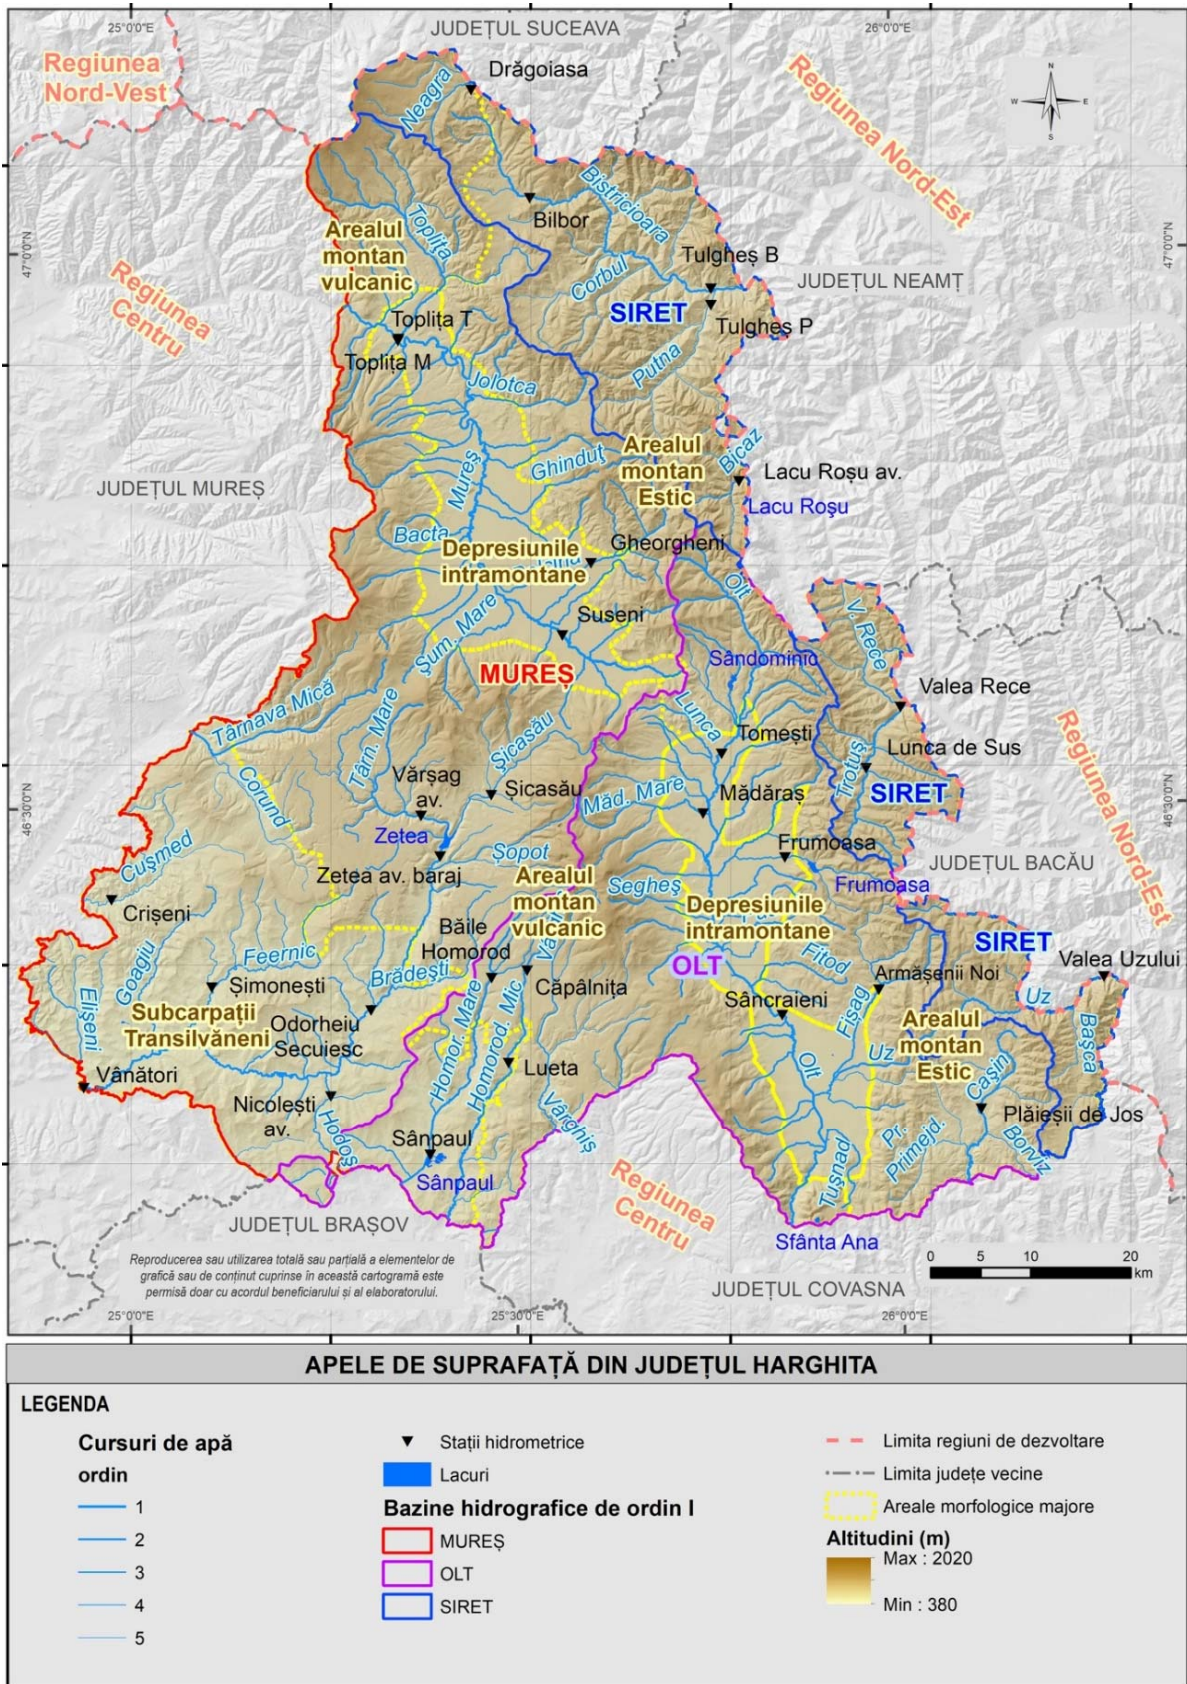 25°0'0"E
26°0'0"E
JUDEȚUL SUCEAVA
Regiunea
Nord-Vest
Drăgoiasa
Neagra
Regiunea Nord-Est
N
W
E
S
Bistricioara
Bilbor
Toplița
Arealul
montan
vulcanic
47°0'0"N
47°0'0"N
Tulgheș B
Corbul
JUDEȚUL NEAMȚ
Regiunea
Centru
SIRET
Toplița T
Tulgheș P
Toplița M
Putna
Jolotca
Arealul
montan
Estic
Bicaz
Mureș
Ghinduț
Lacu Roșu av.
JUDEȚUL MUREȘ
Lacu Roșu
Bacta
Gheorgheni
Depresiunile
intramontane
Olt
Suseni
V. Rece
Șum. Mare
Sândominic
MUREȘ
Valea Rece
Târnava Mică
Lunca
Târn. Mare
Șicasău
Tomești
Lunca de Sus
Trotuș
Regiunea Nord-Est
Corund
Vărșag
av.
Șicasău
Măd. Mare
Mădăraș
SIRET
46°30'0"N
46°30'0"N
Zetea
Frumoasa
Cușmed
Șopot
JUDEȚUL BACĂU
Zetea av. baraj
Arealul
montan
vulcanic
Segheș
Frumoasa
Crișeni
Depresiunile
intramontane
Băile
Homorod
SIRET
Goagiu
Feernic
Fitod
Valea Uzului
Brădești
OLT
Armășenii Noi
Șimonești
Căpâlnița
Uz
Elișeni
Subcarpații
Transilvăneni
Sâncraieni
Fișag
Arealul
montan
Estic
Odorheiu
Secuiesc
Homor. Mare
Homorod. Mic
Uz
Bașca
Lueta
Olt
Cașin
Vânători
Nicolești
av.
Plăieșii de Jos
Hodoș
Vârghiș
Sânpaul
Pr.
Primejd.
Borviz
Tușnad
Sânpaul
Regiunea
Centru
JUDEȚUL BRAȘOV
Sfânta Ana
Reproducerea sau utilizarea totală sau parțială a elementelor de
grafică sau de conținut cuprinse în această cartogramă este
permisă doar cu acordul beneficiarului și al elaboratorului.
0 5 10 20
km
JUDEȚUL COVASNA
25°0'0"E
25°30'0"E
26°0'0"E
APELE DE SUPRAFAȚĂ DIN JUDEȚUL HARGHITA
LEGENDA
Cursuri de apă
ordin
1
2
3
4
5
Stații hidrometrice
Lacuri
Bazine hidrografice de ordin I
MUREȘ
OLT
SIRET
Limita regiuni de dezvoltare
Limita județe vecine
Areale morfologice majore
Altitudini (m)
Max : 2020
Min : 380